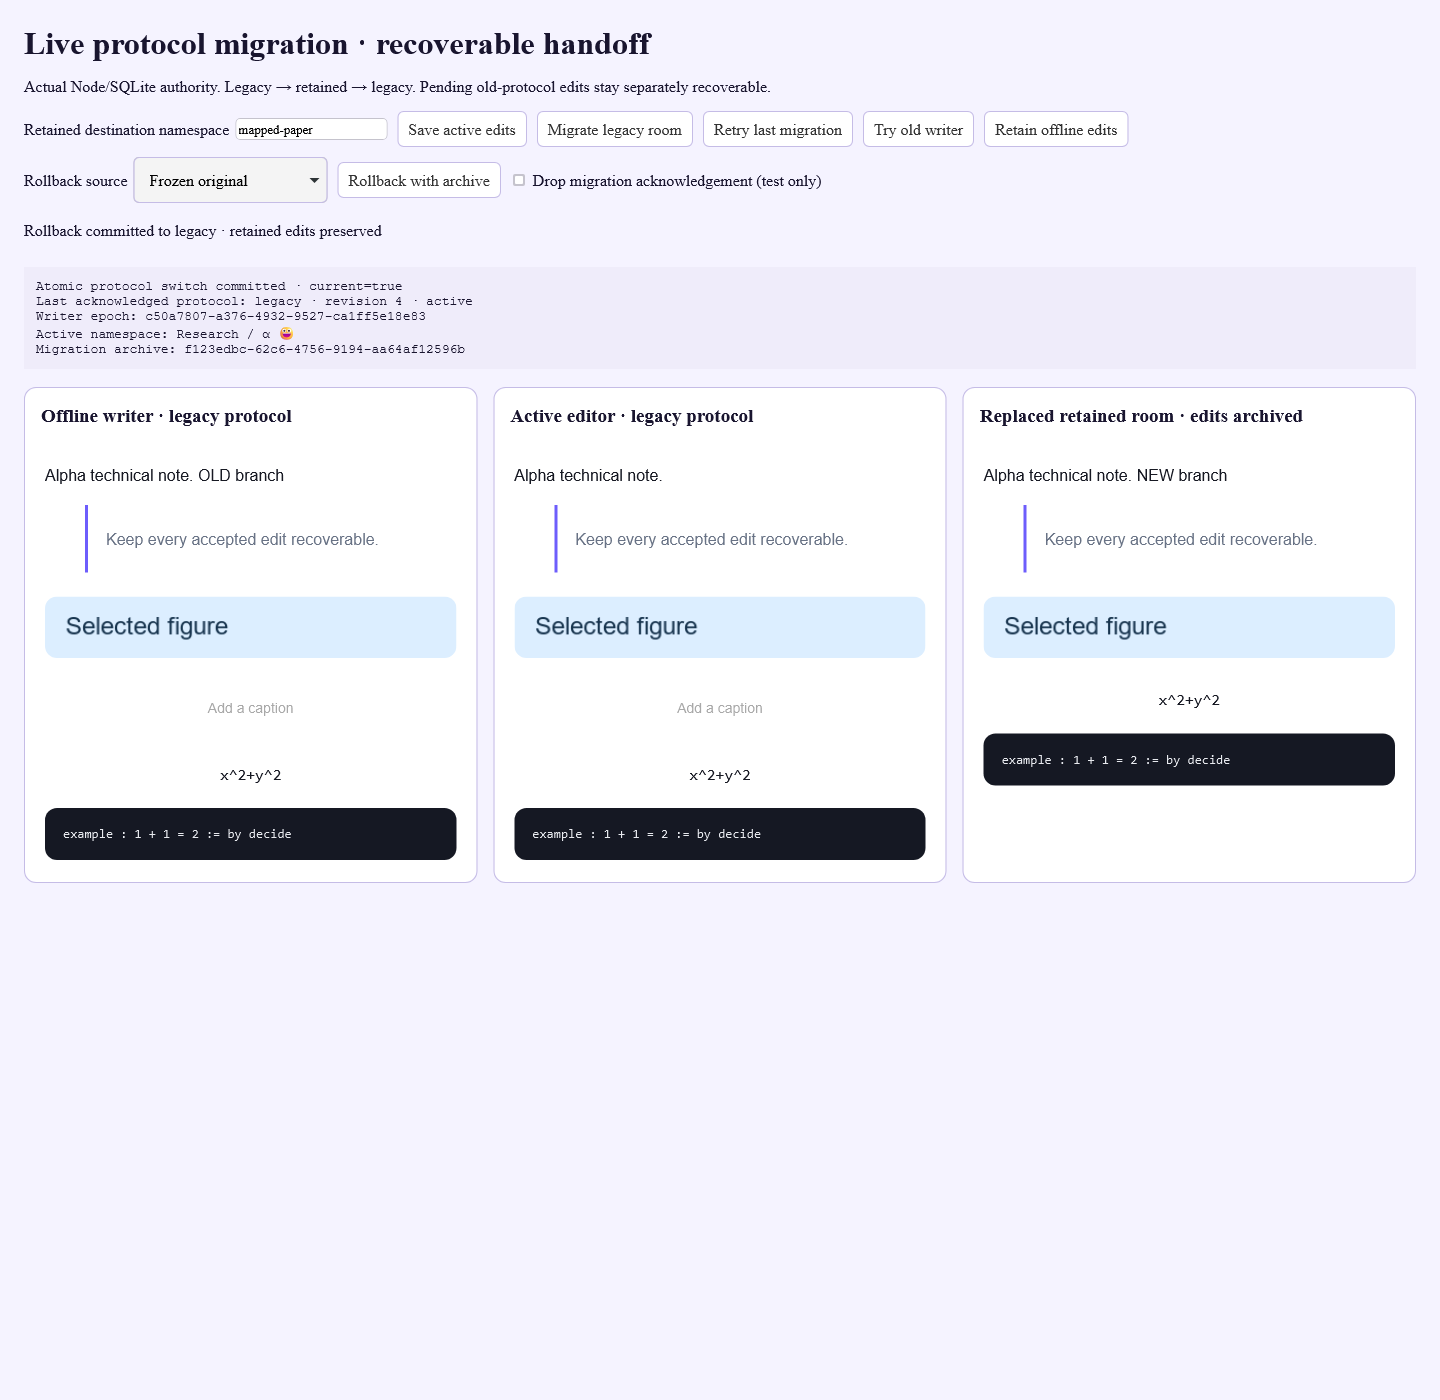 Live protocol migration · recoverable handoff
Actual Node/SQLite authority. Legacy → retained → legacy. Pending old-protocol edits stay separately recoverable.
Retained destination namespace mapped-paper Save active edits Migrate legacy room Retry last migration Try old writer Retain offline edits
Rollback source Frozen original Rollback with archive Drop migration acknowledgement (test only)
Rollback committed to legacy · retained edits preserved
Atomic protocol switch committed · current=true
Last acknowledged protocol: legacy · revision 4 · active
Writer epoch: c50a7807-a376-4932-9527-ca1ff5e18e83
Active namespace: Research / α 😀
Migration archive: f123edbc-62c6-4756-9194-aa64af12596b
Offline writer · legacy protocol
Alpha technical note. OLD branch
Keep every accepted edit recoverable.
Selected figure
Add a caption
x^2+y^2
example : 1 + 1 = 2 := by decide
Active editor · legacy protocol
Alpha technical note.
Keep every accepted edit recoverable.
Selected figure
Add a caption
x^2+y^2
example : 1 + 1 = 2 := by decide
Replaced retained room · edits archived
Alpha technical note. NEW branch
Keep every accepted edit recoverable.
Selected figure
x^2+y^2
example : 1 + 1 = 2 := by decide